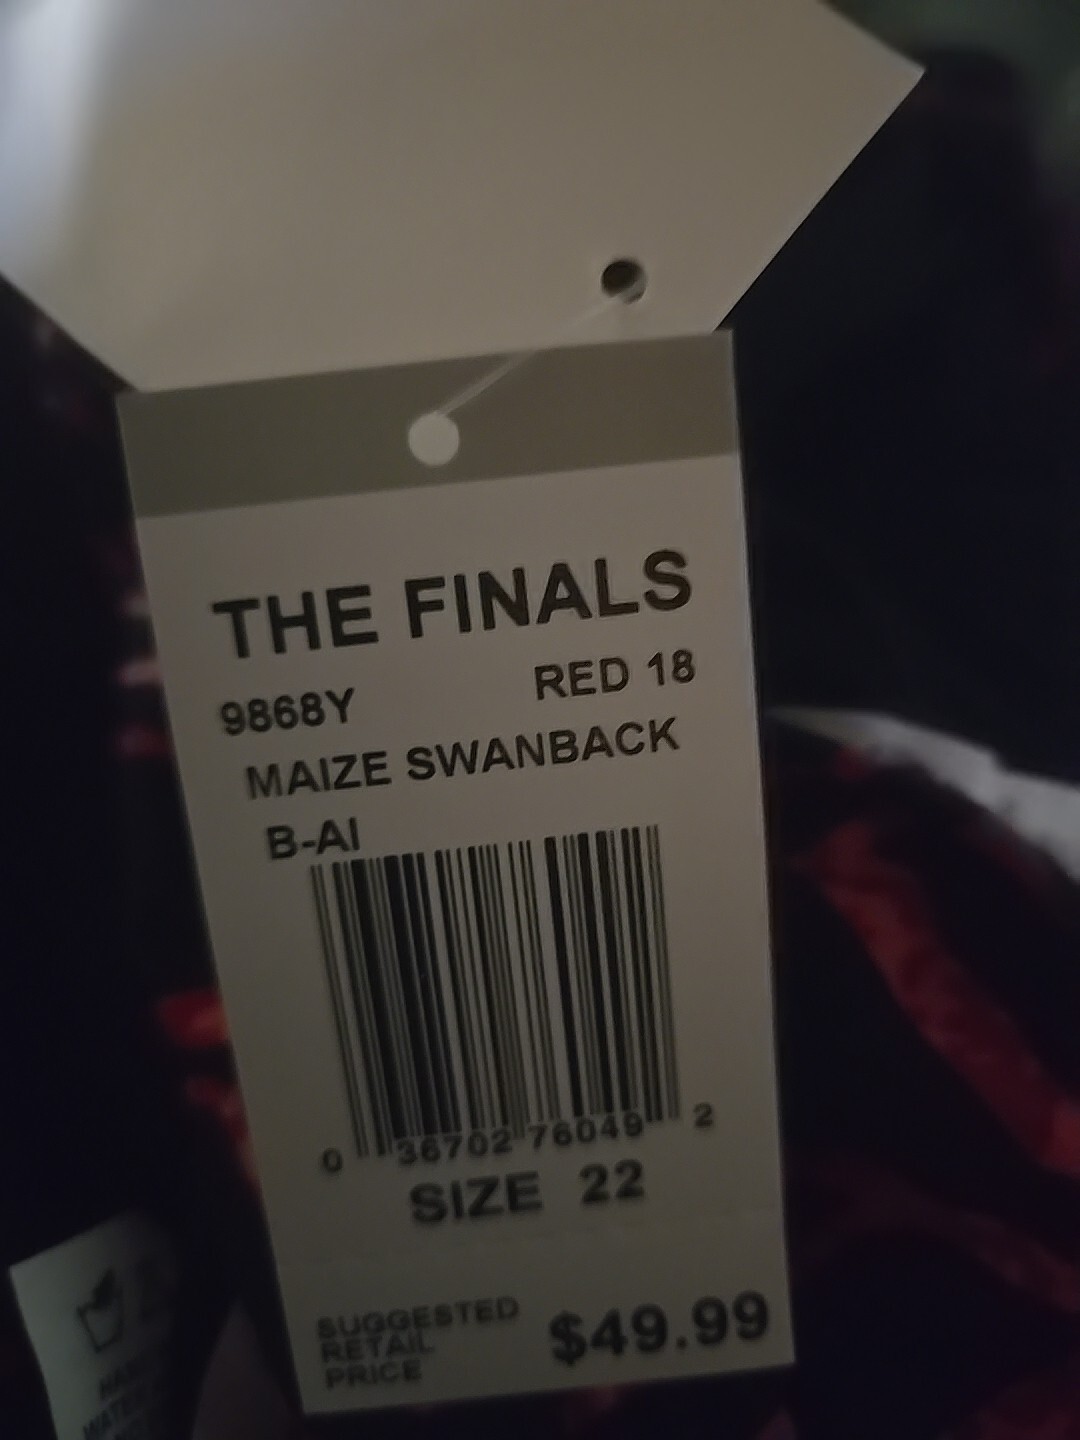 THE FINALS
9868Y RED 18
MAIZE SWANBACK
B-AI
0 36702 76049 2
SIZE 22
SUGGESTED
RETAIL
PRICE
$49.99